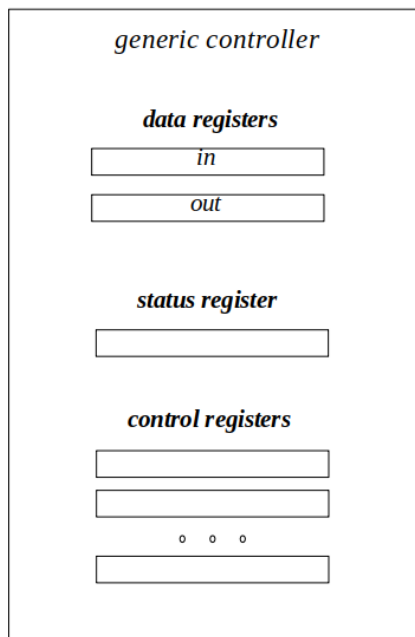 generic controller
data registers
in
out
status register
control registers